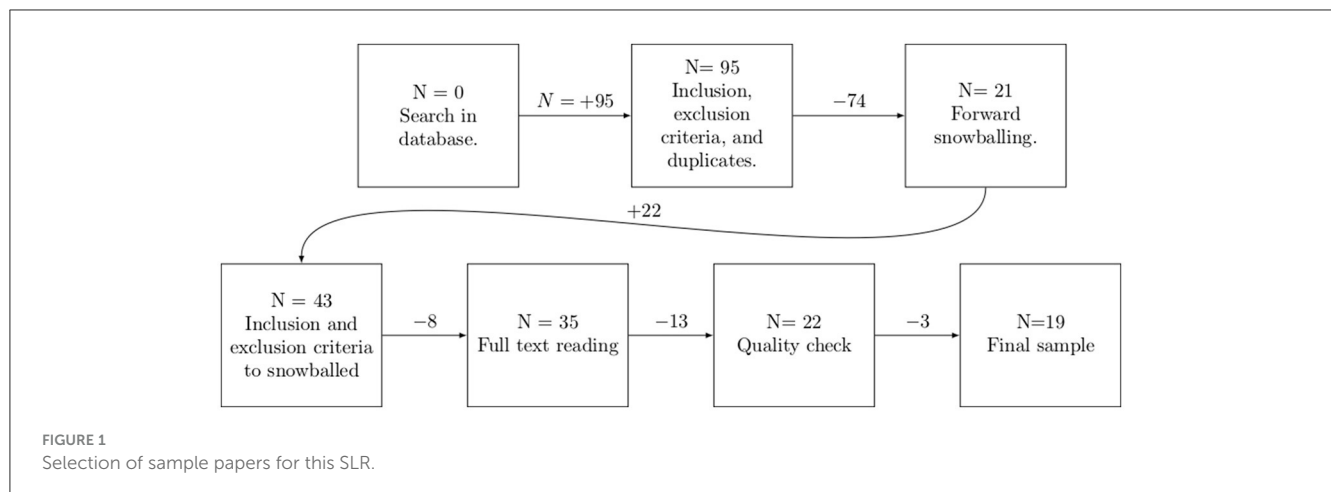 N = 0
Search in
database.
N = +95
N= 95
Inclusion,
exclusion
criteria, and
duplicates.
−74
N= 21
Forward
snowballing.
+22
N = 43
Inclusion and
exclusion criteria
to snowballed
−8
N = 35
Full text reading
−13
N= 22
Quality check
−3
N=19
Final sample
FIGURE 1
Selection of sample papers for this SLR.